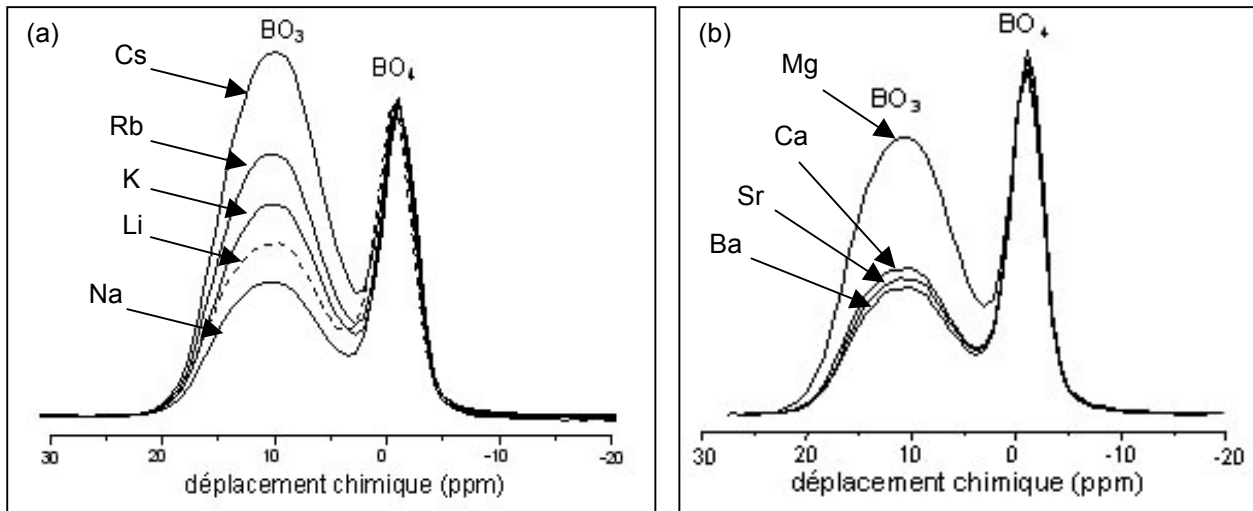 (a)
BO₃
Cs
BO₄
Rb
K
Li
Na
30 20 10 0 -10 -20
déplacement chimique (ppm)
(b)
BO₄
Mg
BO₃
Ca
Sr
Ba
30 20 10 0 -10 -20
déplacement chimique (ppm)